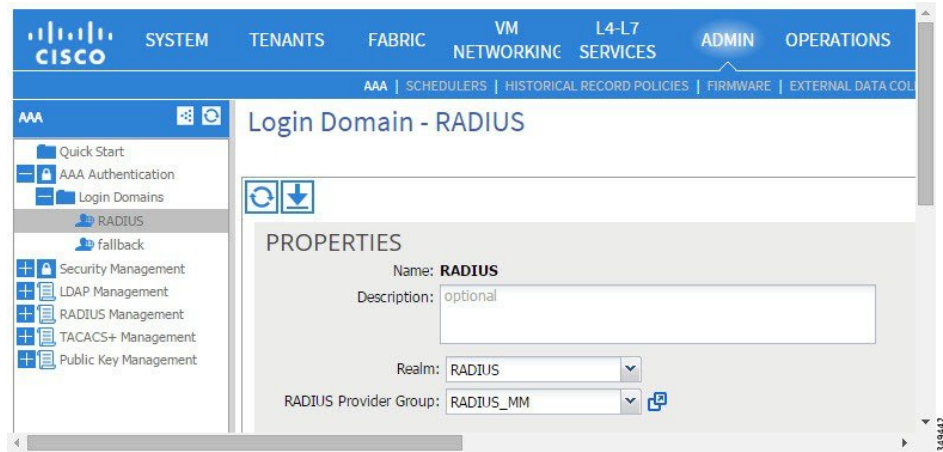 CISCO
SYSTEM
TENANTS
FABRIC
VM NETWORKING
L4-L7 SERVICES
ADMIN
OPERATIONS
AAA | SCHEDULERS | HISTORICAL RECORD POLICIES | FIRMWARE | EXTERNAL DATA COL
AAA
Quick Start
AAA Authentication
Login Domains
RADIUS
fallback
Security Management
LDAP Management
RADIUS Management
TACACS+ Management
Public Key Management
Login Domain - RADIUS
PROPERTIES
Name: RADIUS
Description: optional
Realm: RADIUS
RADIUS Provider Group: RADIUS_MM
349442